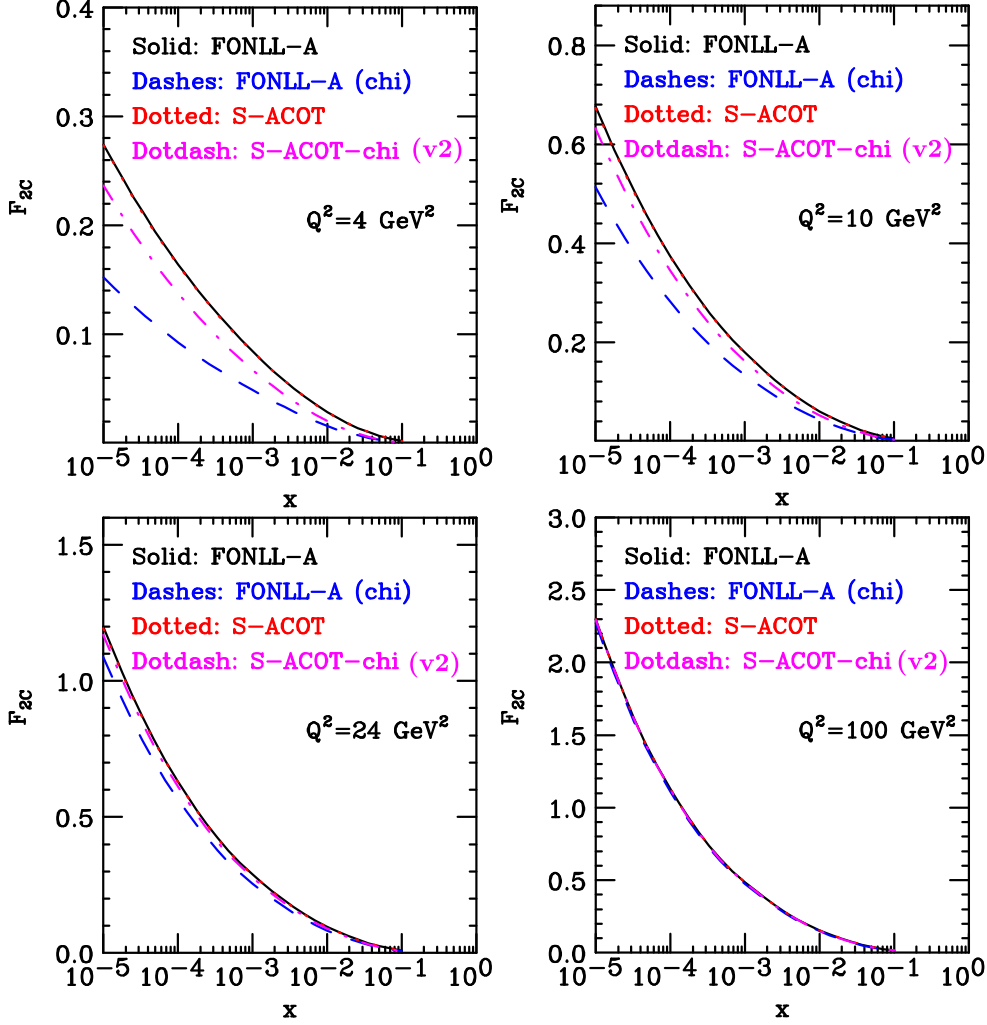 0.4
Solid: FONLL-A
Dashes: FONLL-A (chi)
0.3
Dotted: S-ACOT
Dotdash: S-ACOT-chi (v2)
F2C
0.2
Q²=4 GeV²
0.1
10⁻⁵ 10⁻⁴ 10⁻³ 10⁻² 10⁻¹ 10⁰
x
0.8
Solid: FONLL-A
Dashes: FONLL-A (chi)
Dotted: S-ACOT
0.6
Dotdash: S-ACOT-chi (v2)
F2C
Q²=10 GeV²
0.4
0.2
10⁻⁵ 10⁻⁴ 10⁻³ 10⁻² 10⁻¹ 10⁰
x
1.5
Solid: FONLL-A
Dashes: FONLL-A (chi)
Dotted: S-ACOT
Dotdash: S-ACOT-chi (v2)
1.0
F2C
Q²=24 GeV²
0.5
0.0
10⁻⁵ 10⁻⁴ 10⁻³ 10⁻² 10⁻¹ 10⁰
x
3.0
Solid: FONLL-A
2.5
Dashes: FONLL-A (chi)
Dotted: S-ACOT
2.0
Dotdash: S-ACOT-chi (v2)
F2C
Q²=100 GeV²
1.5
1.0
0.5
0.0
10⁻⁵ 10⁻⁴ 10⁻³ 10⁻² 10⁻¹ 10⁰
x